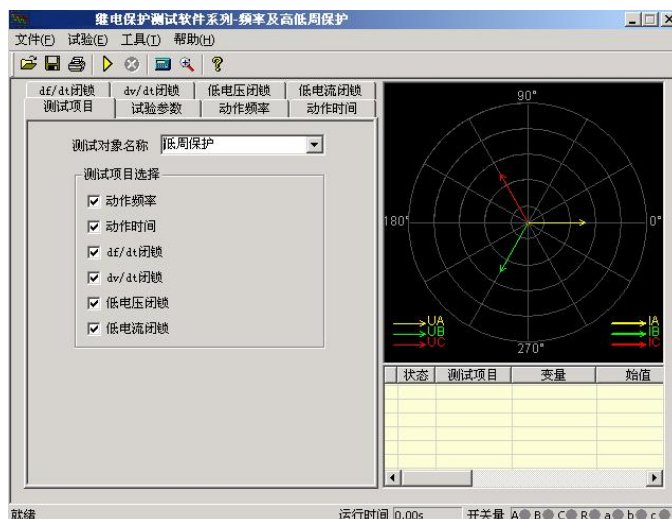 继电保护测试软件系列-频率及高低周保护
文件(F) 试验(E) 工具(T) 帮助(H)
df/dt闭锁 dv/dt闭锁 低电压闭锁 低电流闭锁
测试项目 试验参数 动作频率 动作时间
测试对象名称 低周保护
测试项目选择
动作频率
动作时间
df/dt闭锁
dv/dt闭锁
低电压闭锁
低电流闭锁
90°
180° 0°
270°
UA IA
UB IB
UC IC
状态 测试项目 变量 始值
就绪 运行时间 0.00s 开关量 A B C R a b c